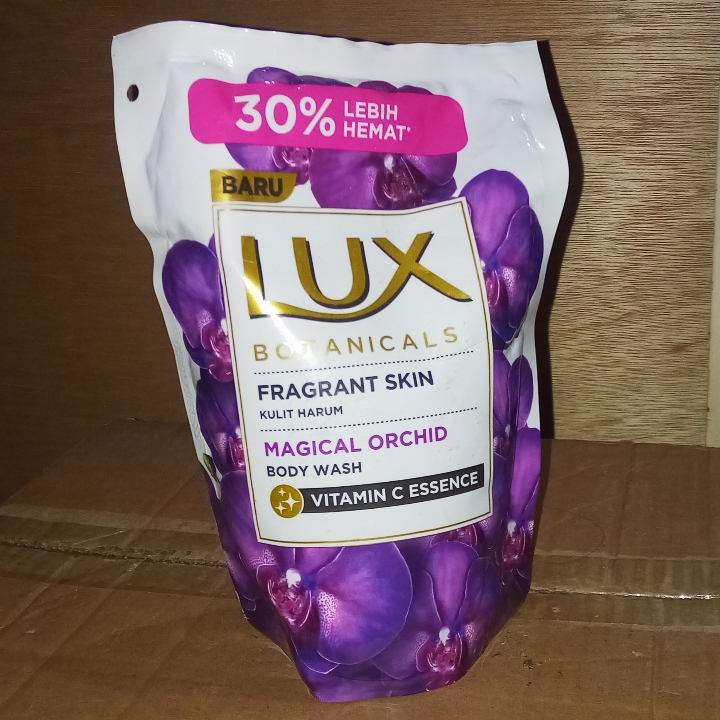 30% LEBIH
HEMAT*
BARU
LUX
BOTANICALS
FRAGRANT SKIN
KULIT HARUM
MAGICAL ORCHID
BODY WASH
VITAMIN C ESSENCE